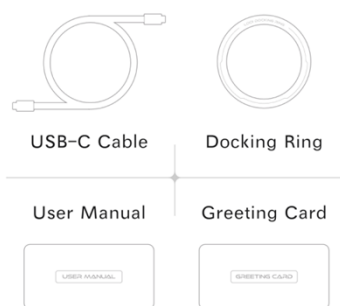 USB-C Cable
Docking Ring
User Manual
Greeting Card
USER MANUAL
GREETING CARD